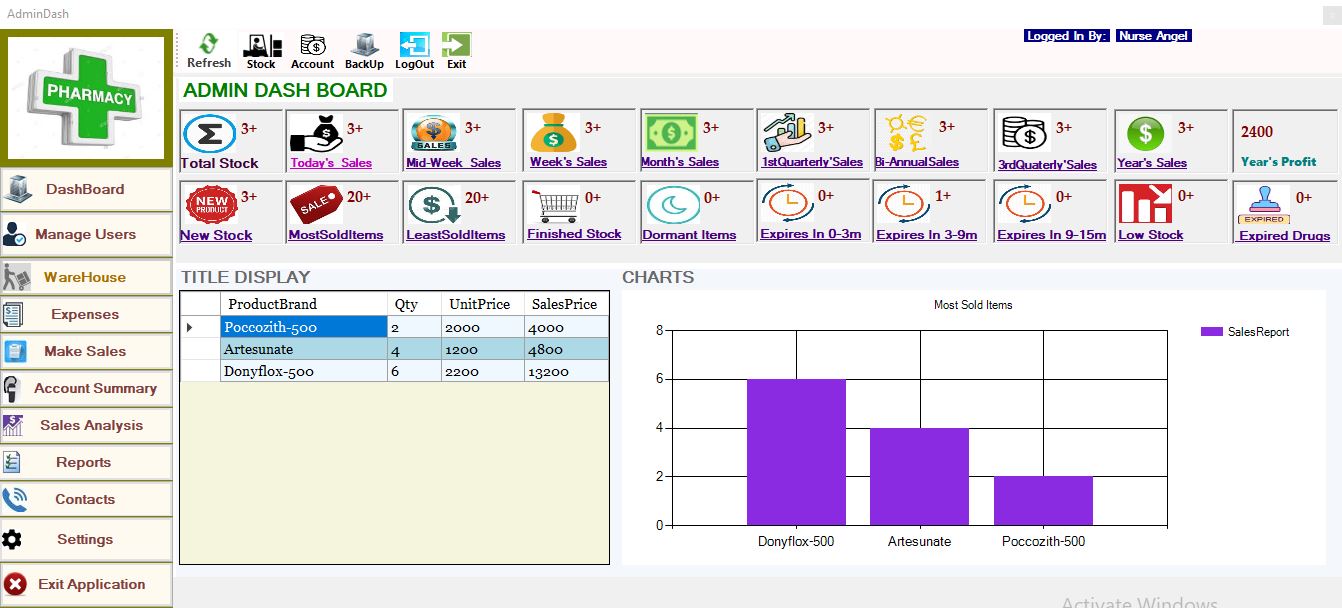 AdminDash
PHARMACY
Refresh Stock Account BackUp LogOut Exit
Logged In By: Nurse Angel
ADMIN DASH BOARD
3+ 3+ 3+ 3+ 3+ 3+ 3+ 3+ 3+ 2400
SALES
Total Stock Today's Sales Mid-Week Sales Week's Sales Month's Sales 1stQuarterly'Sales Bi-AnnualSales 3rdQuaterly'Sales Year's Sales Year's Profit
NEW PRODUCT 3+ SALE 20+ 20+ 0+ 0+ 0+ 1+ 0+ 0+ EXPIRED 0+
New Stock MostSoldItems LeastSoldItems Finished Stock Dormant Items Expires In 0-3m Expires In 3-9m Expires In 9-15m Low Stock Expired Drugs
DashBoard
Manage Users
WareHouse
Expenses
Make Sales
Account Summary
Sales Analysis
Reports
Contacts
Settings
Exit Application
TITLE DISPLAY
ProductBrand Qty UnitPrice SalesPrice
Poccozith-500 2 2000 4000
Artesunate 4 1200 4800
Donyflox-500 6 2200 13200
CHARTS
Most Sold Items
SalesReport
8
6
4
2
0
Donyflox-500 Artesunate Poccozith-500
Activate Windows